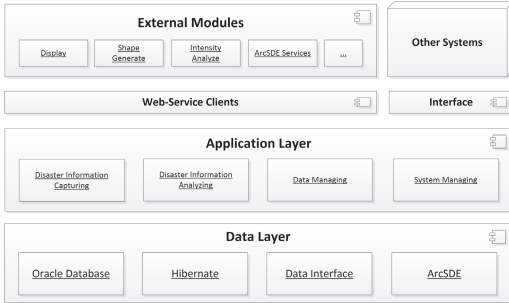 External Modules
Display
Shape
Generate
Intensity
Analyze
ArcSDE Services
...
Other Systems
Web-Service Clients
Interface
Application Layer
Disaster Information
Capturing
Disaster Information
Analyzing
Data Managing
System Managing
Data Layer
Oracle Database
Hibernate
Data Interface
ArcSDE